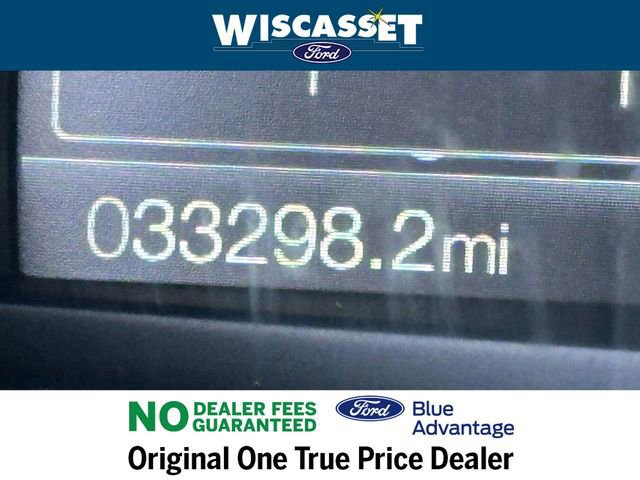 WISCASSET
Ford
033298.2mi
NO DEALER FEES
GUARANTEED
Ford Blue
Advantage
Original One True Price Dealer